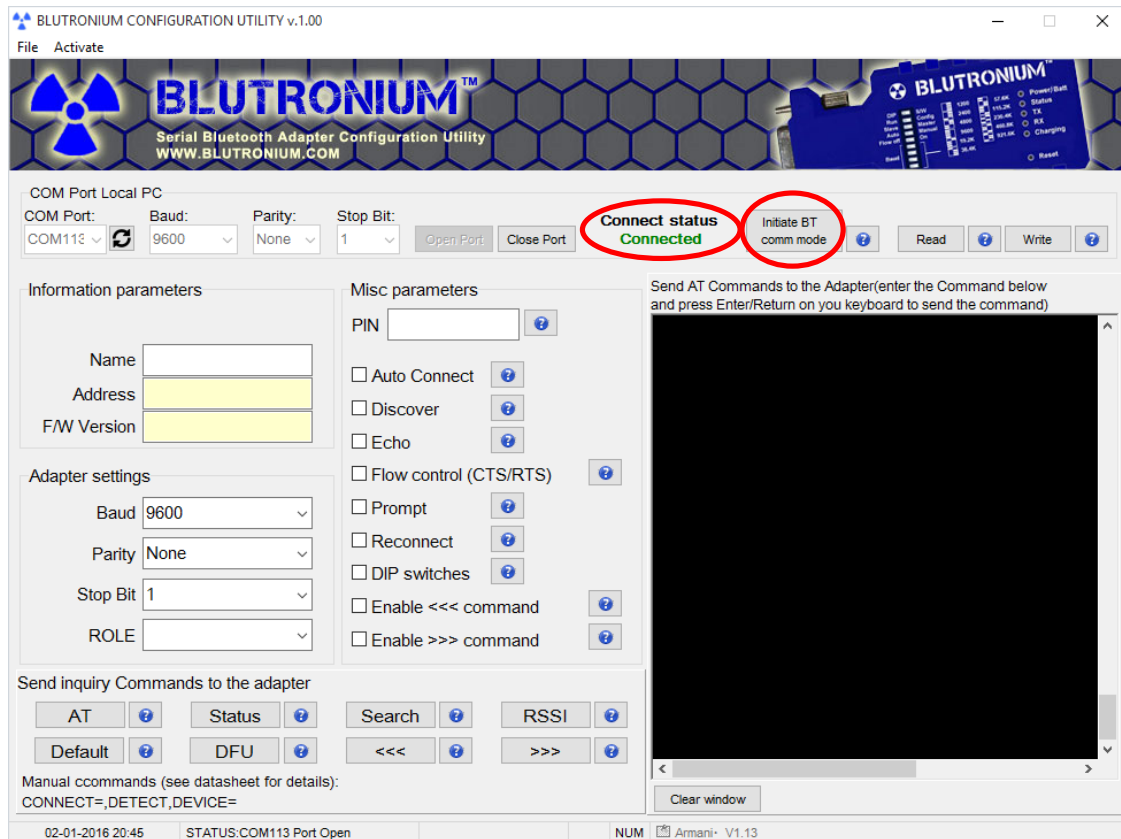 BLUTRONIUM CONFIGURATION UTILITY v.1.00
File Activate
BLUTRONIUM™
Serial Bluetooth Adapter Configuration Utility
WWW.BLUTRONIUM.COM
BLUTRONIUM™
COM Port Local PC
COM Port: Baud: Parity: Stop Bit:
COM113 9600 None 1 Open Port Close Port
Connect status
Connected
Initiate BT
comm mode
Read Write
Information parameters
Name
Address
F/W Version
Adapter settings
Baud 9600
Parity None
Stop Bit 1
ROLE
Misc parameters
PIN
Auto Connect
Discover
Echo
Flow control (CTS/RTS)
Prompt
Reconnect
DIP switches
Enable <<< command
Enable >>> command
Send AT Commands to the Adapter(enter the Command below
and press Enter/Return on you keyboard to send the command)
Send inquiry Commands to the adapter
AT Status Search RSSI
Default DFU <<< >>>
Manual ccommands (see datasheet for details):
CONNECT=,DETECT,DEVICE=
Clear window
02-01-2016 20:45 STATUS:COM113 Port Open NUM Armani· V1.13